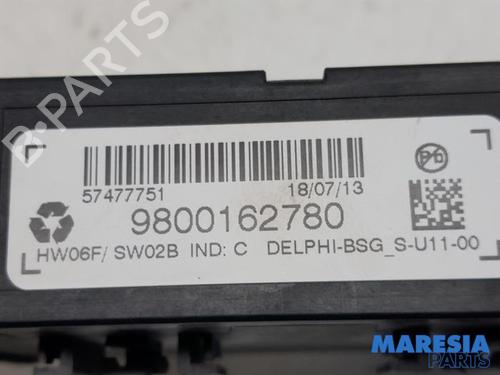 57477751 18/07/13
9800162780
HW06F/ SW02B IND: C DELPHI-BSG_S-U11-00
B-PARTS
MARESIA
PARTS